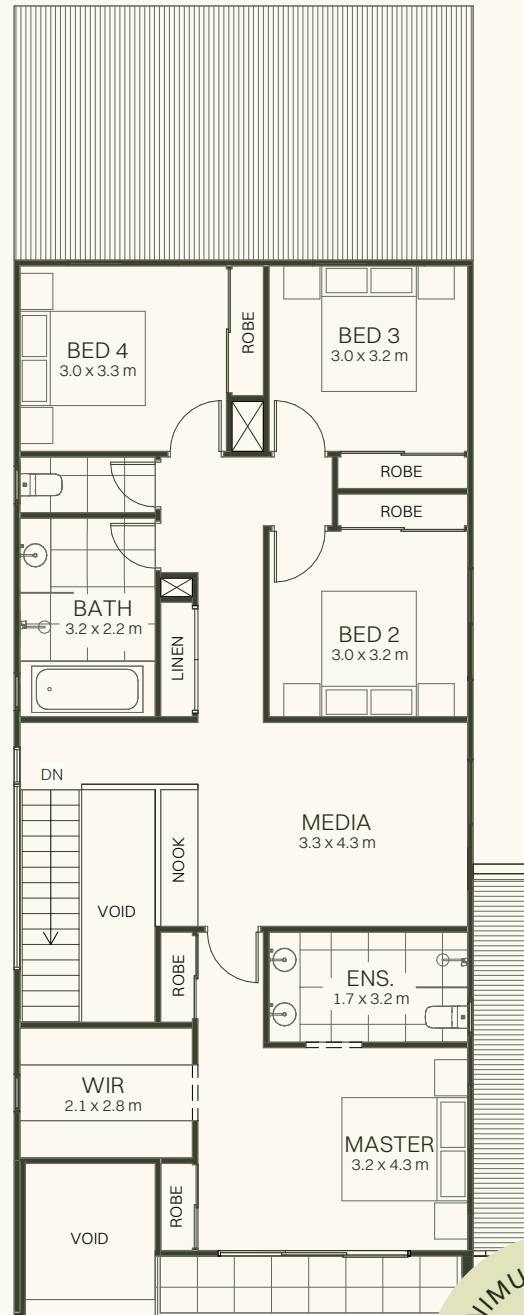 BED 4
3.0 x 3.3 m
ROBE
BED 3
3.0 x 3.2 m
ROBE
ROBE
BATH
3.2 x 2.2 m
LINEN
BED 2
3.0 x 3.2 m
DN
VOID
NOOK
MEDIA
3.3 x 4.3 m
ROBE
ENS.
1.7 x 3.2 m
WIR
2.1 x 2.8 m
MASTER
3.2 x 4.3 m
VOID
ROBE